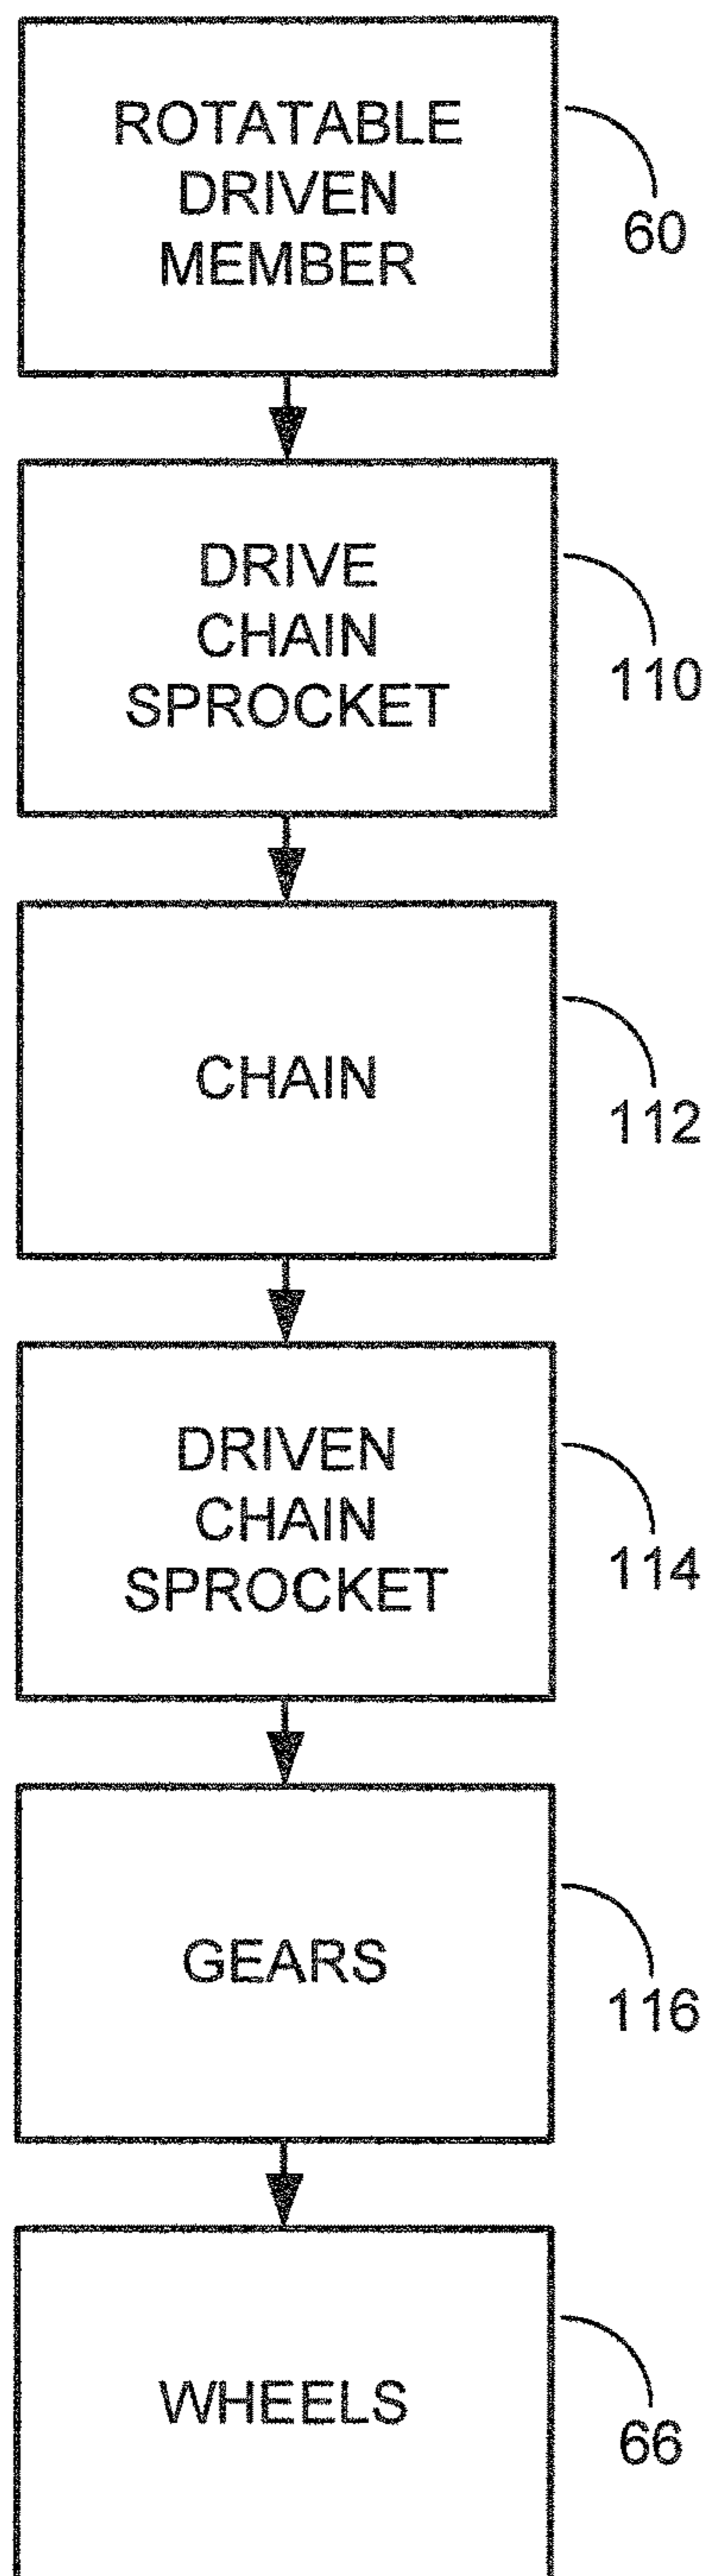 ROTATABLE
DRIVEN
MEMBER
60
DRIVE
CHAIN
SPROCKET
110
CHAIN
112
DRIVEN
CHAIN
SPROCKET
114
GEARS
116
WHEELS
66